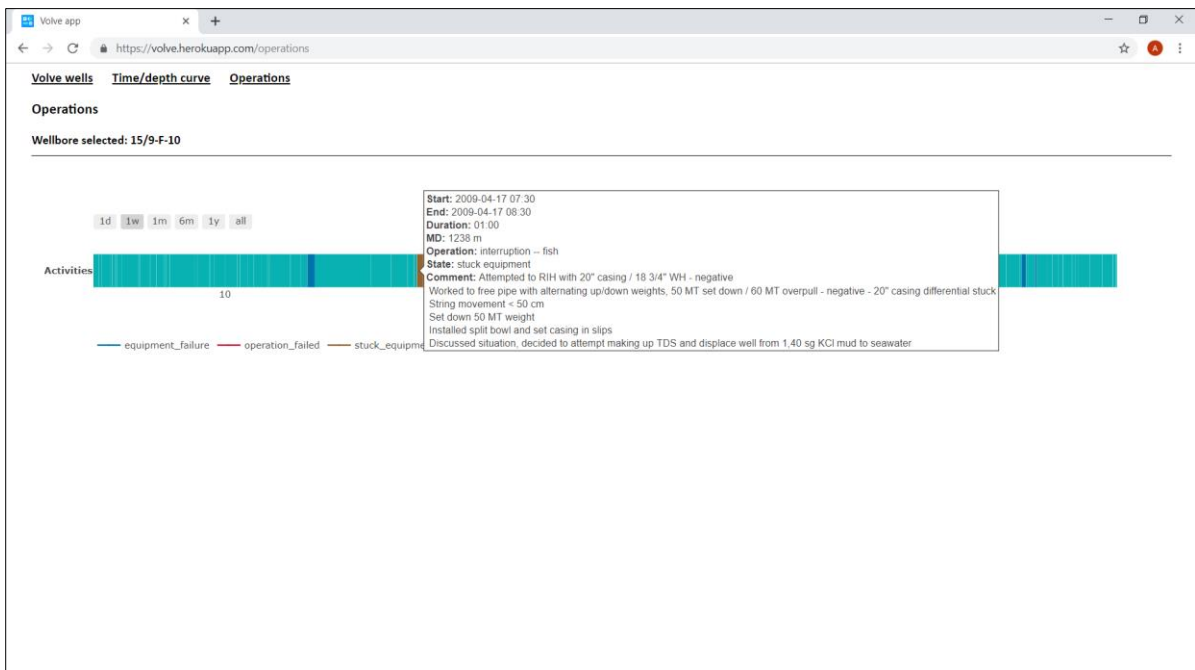 Volve app
https://volve.herokuapp.com/operations
A
Volve wells Time/depth curve Operations
Operations
Wellbore selected: 15/9-F-10
1d 1w 1m 6m 1y all
Start: 2009-04-17 07:30
End: 2009-04-17 08:30
Duration: 01:00
MD: 1238 m
Operation: interruption -- fish
State: stuck equipment
Comment: Attempted to RIH with 20" casing / 18 3/4" WH - negative
Worked to free pipe with alternating up/down weights, 50 MT set down / 60 MT overpull - negative - 20" casing differential stuck
String movement < 50 cm
Set down 50 MT weight
Installed split bowl and set casing in slips
Discussed situation, decided to attempt making up TDS and displace well from 1,40 sg KCl mud to seawater
Activities
10
equipment_failure operation_failed stuck_equipme